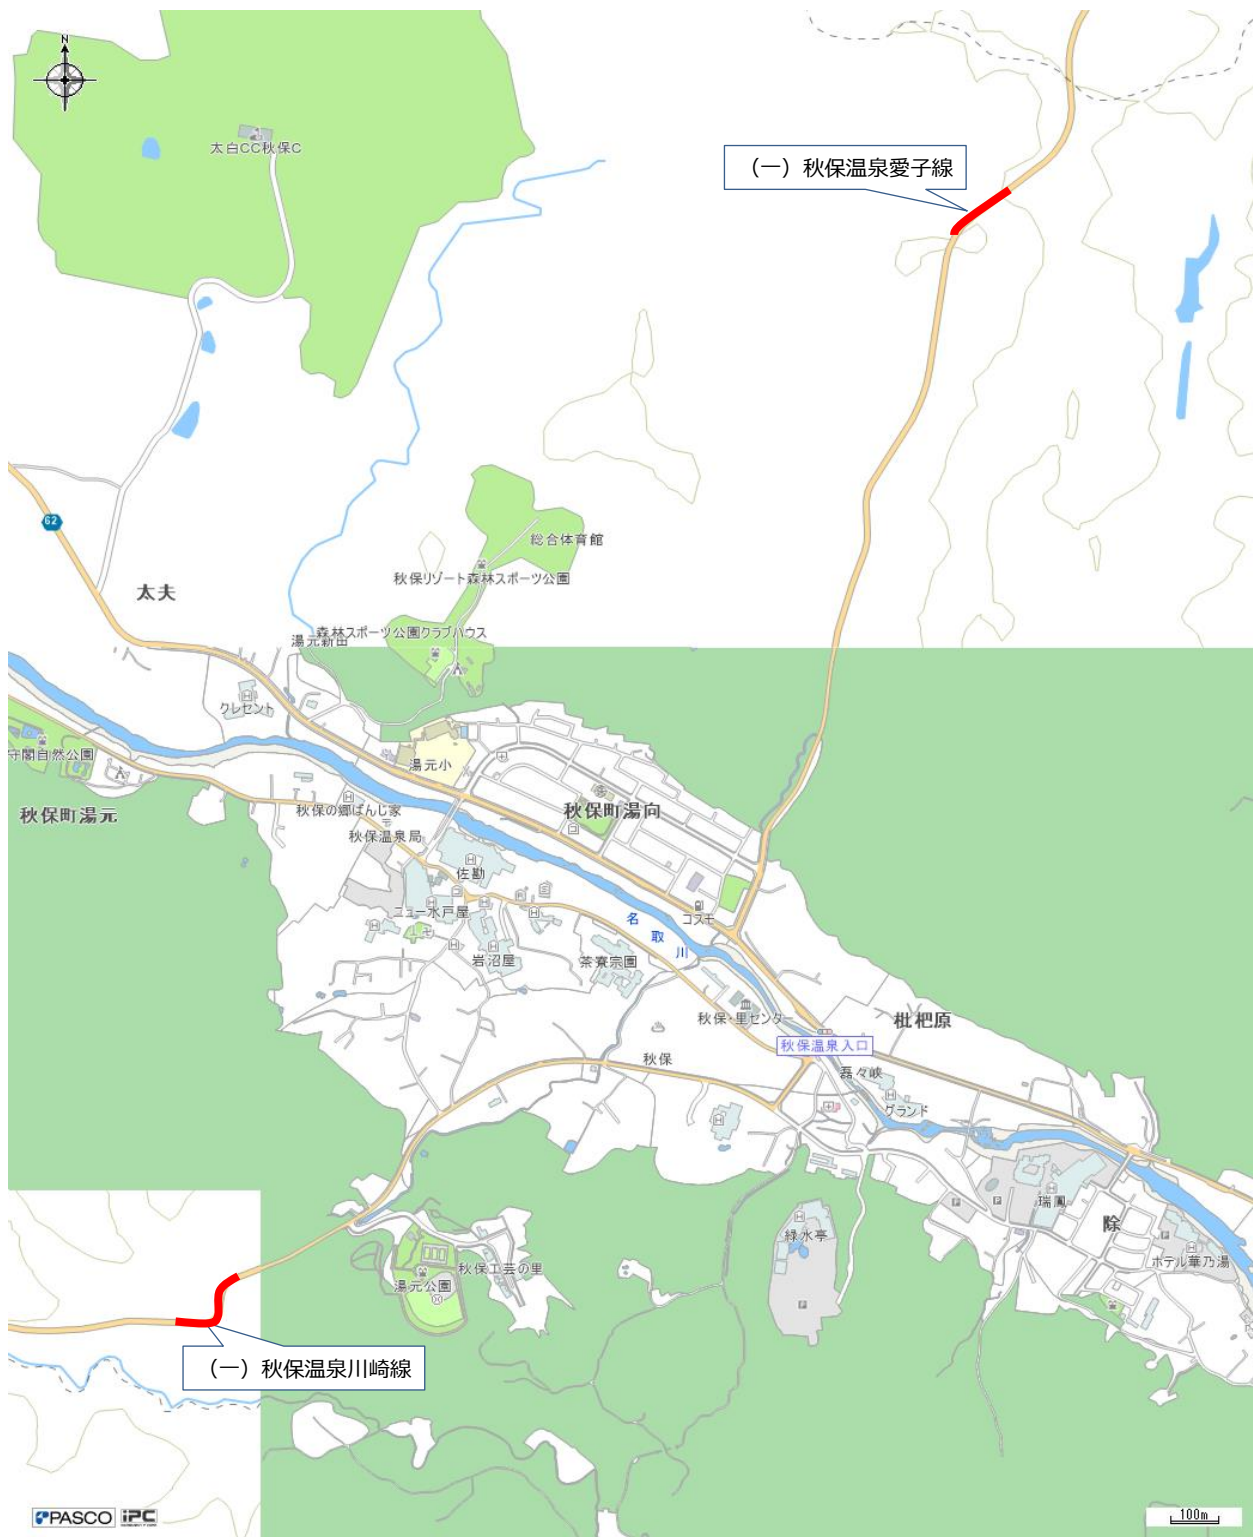 N
太白CC秋保C
（一）秋保温泉愛子線
62
総合体育館
秋保リゾート森林スポーツ公園
太夫
森林スポーツ公園クラブハウス
湯元新田
クレセント
守閣自然公園
湯元小
秋保町湯元
秋保の郷ばんじ家
秋保町湯向
秋保温泉局
佐勘
ニュー水戸屋
コスモ
名
取
川
岩沼屋
茶寮宗園
秋保・里センター
枇杷原
秋保温泉入口
秋保
磊々峡
グランド
瑞鳳
除
緑水亭
ホテル華乃湯
秋保工芸の里
湯元公園
（一）秋保温泉川崎線
PASCO iPC
100m